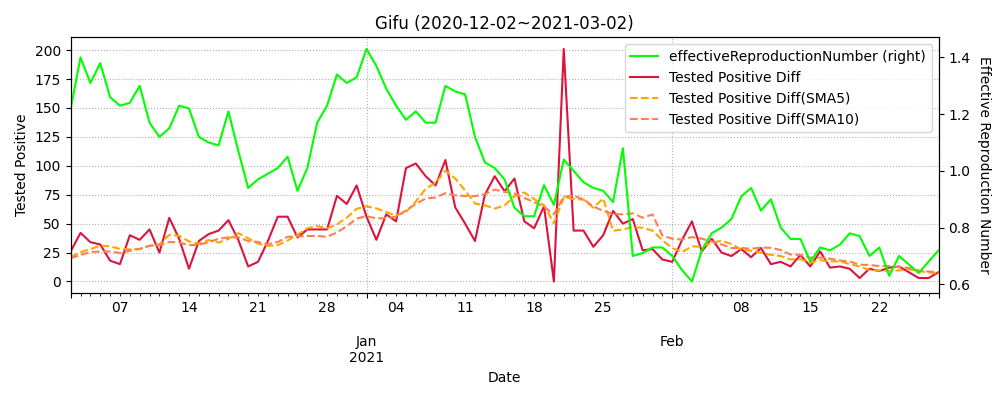 Gifu (2020-12-02~2021-03-02)
effectiveReproductionNumber (right)
Tested Positive Diff
Tested Positive Diff(SMA5)
Tested Positive Diff(SMA10)
Tested Positive
200
175
150
125
100
75
50
25
0
Effective Reproduction Number
1.4
1.2
1.0
0.8
0.6
07 14 21 28 04 11 18 25 08 15 22
Jan Feb
2021
Date